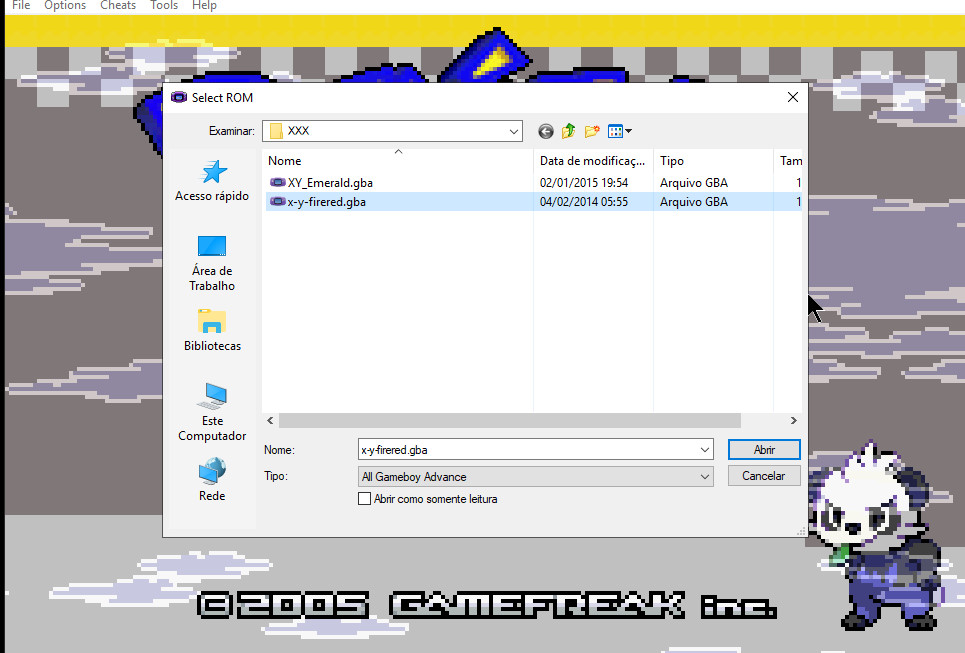 File Options Cheats Tools Help
Select ROM
Examinar: XXX
Nome Data de modificaç... Tipo Tam
XY_Emerald.gba 02/01/2015 19:54 Arquivo GBA 1
x-y-firered.gba 04/02/2014 05:55 Arquivo GBA 1
Acesso rápido
Área de
Trabalho
Bibliotecas
Este
Computador
Rede
Nome: x-y-firered.gba Abrir
Tipo: All Gameboy Advance Cancelar
Abrir como somente leitura
©2005 GAMEFREAK inc.